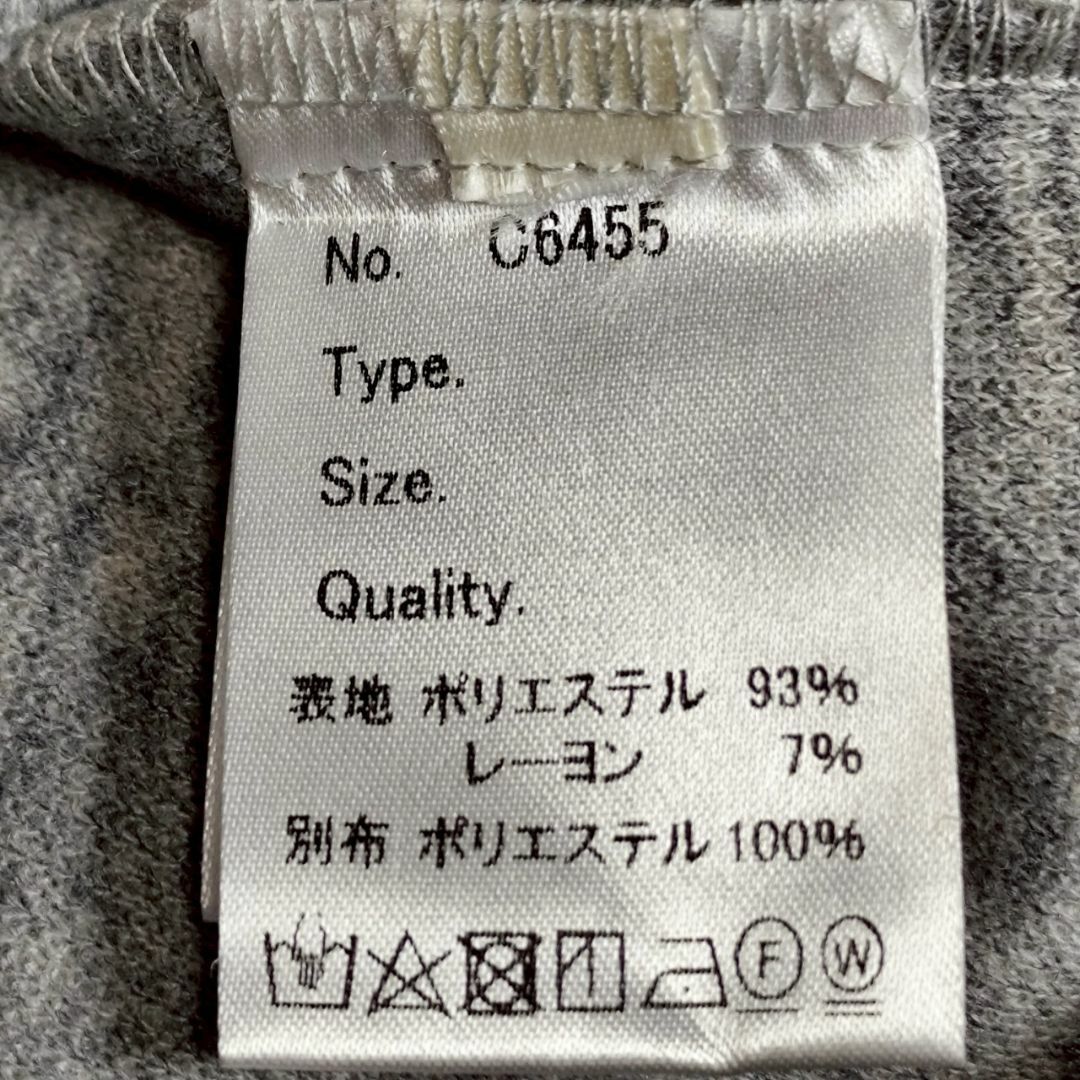 No. C6455
Type.
Size.
Quality.
表地 ポリエステル 93%
レーヨン 7%
別布 ポリエステル 100%
F W